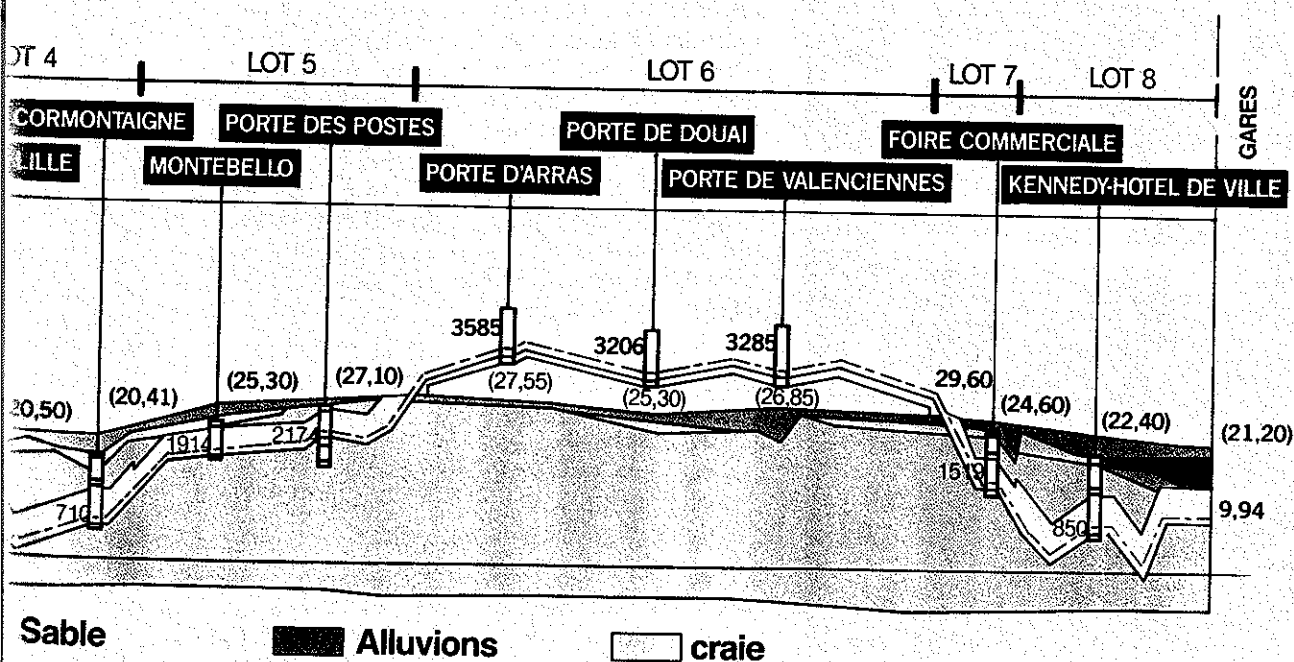 LOT 5
LOT 6
LOT 7
LOT 8
GARES
CORMONTAIGNE
PORTE DES POSTES
PORTE DE DOUAI
FOIRE COMMERCIALE
LILLE
MONTEBELLO
PORTE D'ARRAS
PORTE DE VALENCIENNES
KENNEDY-HOTEL DE VILLE
3585
3206
3285
(27,55)
(25,30)
(26,85)
29,60
20,50)
(20,41)
(25,30)
(27,10)
(24,60)
(22,40)
(21,20)
1914
217
1519
710
850
9,94
Sable
Alluvions
craie